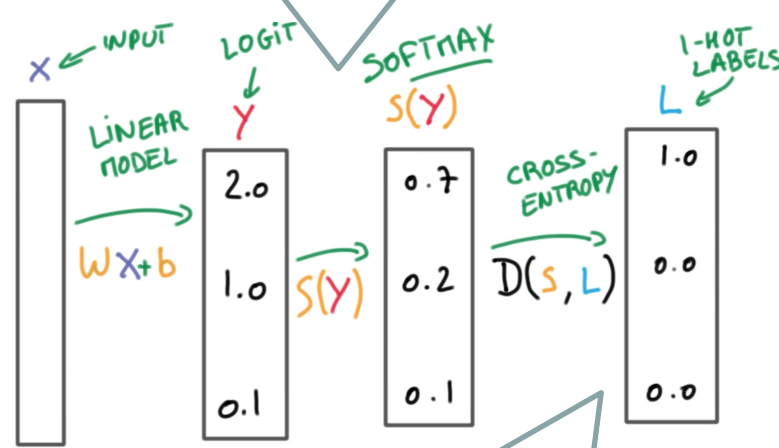 INPUT
X
LINEAR
MODEL
WX+b
LOGIT
Y
2.0
1.0
0.1
S(Y)
SOFTMAX
S(Y)
0.7
0.2
0.1
CROSS-
ENTROPY
D(S,L)
1-HOT
LABELS
L
1.0
0.0
0.0